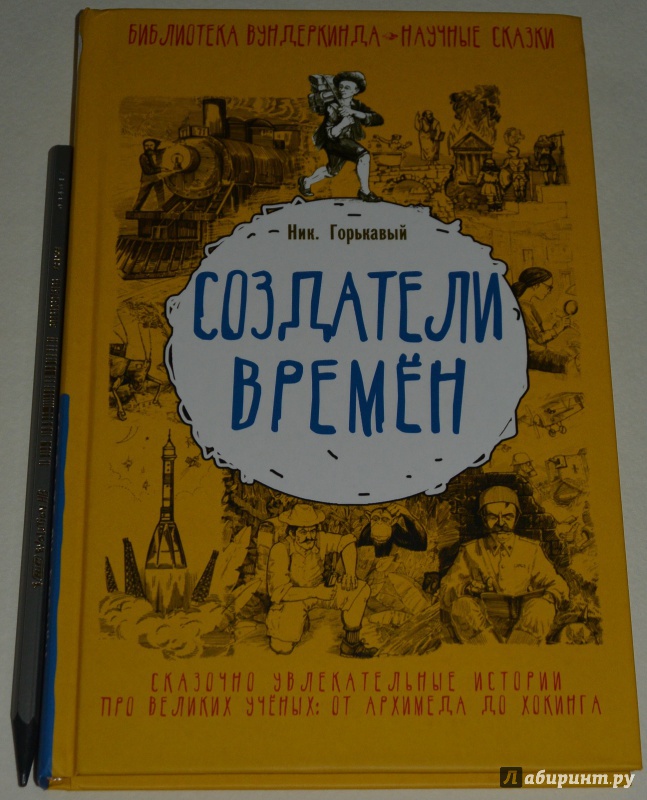 БИБЛИОТЕКА ВУНДЕРКИНДА НАУЧНЫЕ СКАЗКИ
Ник. Горькавый
СОЗДАТЕЛИ
ВРЕМЁН
СКАЗОЧНО УВЛЕКАТЕЛЬНЫЕ ИСТОРИИ
ПРО ВЕЛИКИХ УЧЁНЫХ: ОТ АРХИМЕДА ДО ХОКИНГА
Лабиринт.ру